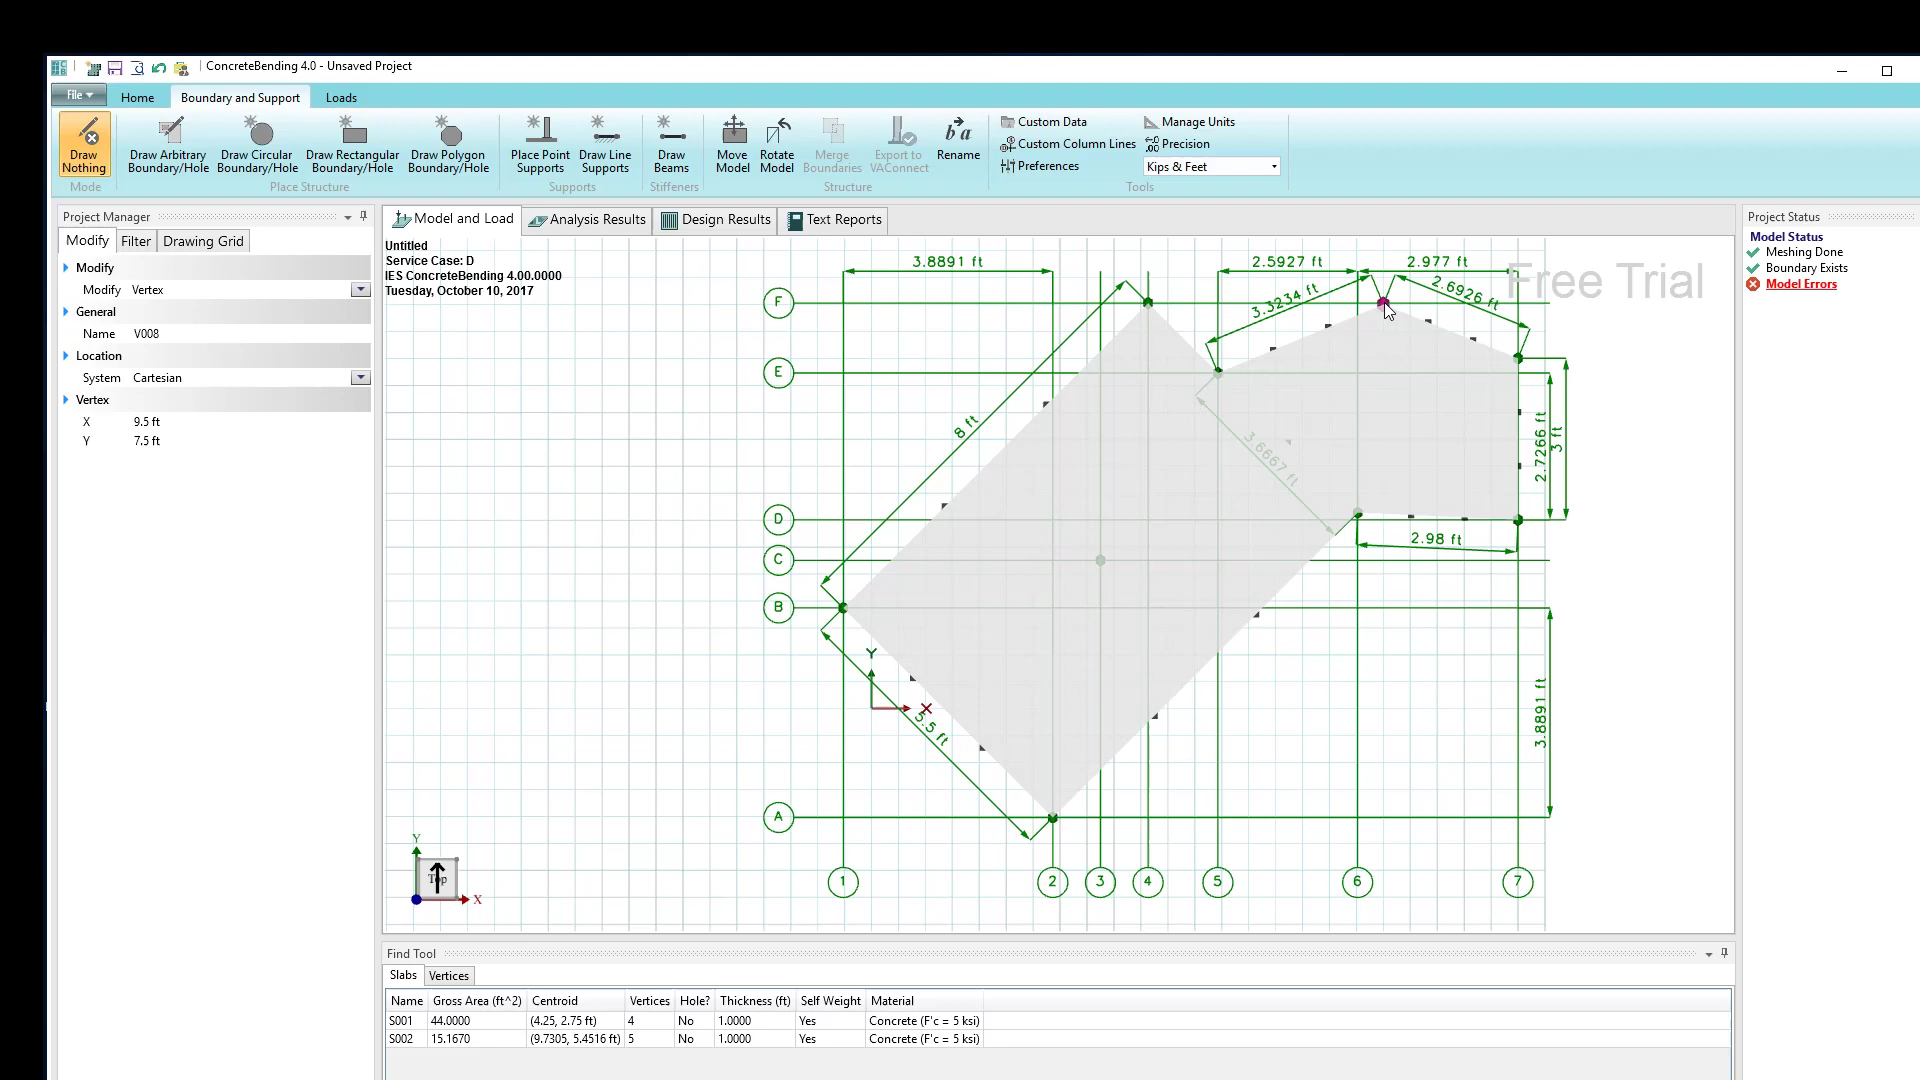 ConcreteBending 4.0 - Unsaved Project
File
Home
Boundary and Support
Loads
Draw Nothing
Draw Arbitrary Boundary/Hole
Draw Circular Boundary/Hole
Draw Rectangular Boundary/Hole
Draw Polygon Boundary/Hole
Place Point Supports
Draw Line Supports
Draw Beams
Move Model
Rotate Model
Merge Boundaries
Export to VAConnect
b a
Rename
Custom Data
Custom Column Lines
Preferences
Manage Units
Precision
Kips & Feet
Mode
Place Structure
Supports
Stiffeners
Structure
Tools
Project Manager
Modify
Filter
Drawing Grid
Modify
Modify Vertex
General
Name V008
Location
System Cartesian
Vertex
X 9.5 ft
Y 7.5 ft
Model and Load
Analysis Results
Design Results
Text Reports
Untitled
Service Case: D
IES ConcreteBending 4.00.0000
Tuesday, October 10, 2017
3.8891 ft
2.5927 ft
2.977 ft
Free Trial
3.3234 ft
2.6926 ft
F
E
D
C
B
A
8 ft
3.6667 ft
2.7266 ft
3 ft
2.98 ft
5.5 ft
3.8891 ft
Y
X
1
2
3
4
5
6
7
Y
Top
X
Project Status
Model Status
Meshing Done
Boundary Exists
Model Errors
Find Tool
Slabs
Vertices
Name Gross Area (ft^2) Centroid Vertices Hole? Thickness (ft) Self Weight Material
S001 44.0000 (4.25, 2.75 ft) 4 No 1.0000 Yes Concrete (F'c = 5 ksi)
S002 15.1670 (9.7305, 5.4516 ft) 5 No 1.0000 Yes Concrete (F'c = 5 ksi)